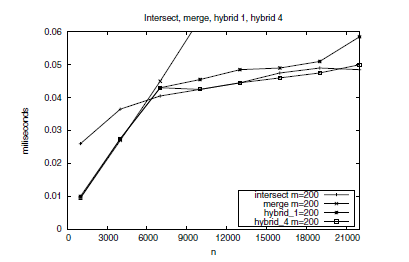 Intersect, merge, hybrid 1, hybrid 4
0.06
0.05
0.04
0.03
0.02
0.01
0
miliseconds
0 3000 6000 9000 12000 15000 18000 21000
n
intersect m=200
merge m=200
hybrid_1=200
hybrid_4 m=200